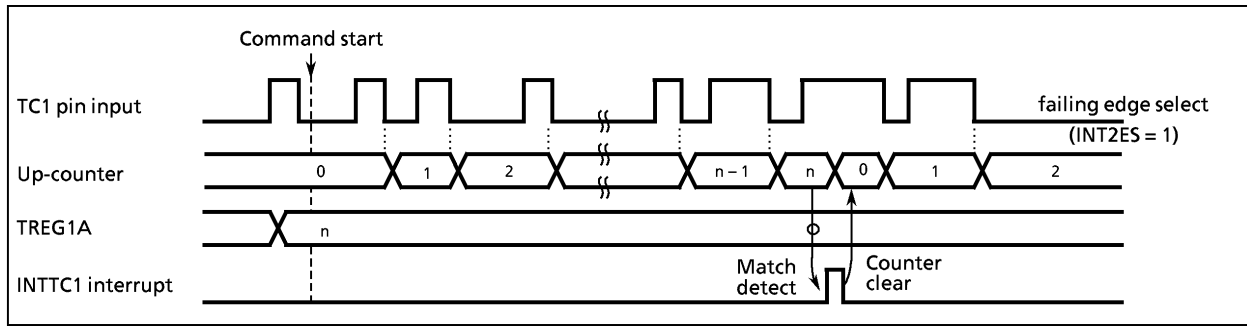 Command start
TC1 pin input
failing edge select
(INT2ES = 1)
Up-counter
0 1 2 n – 1 n 0 1 2
TREG1A
n
INTTC1 interrupt
Match
detect
Counter
clear